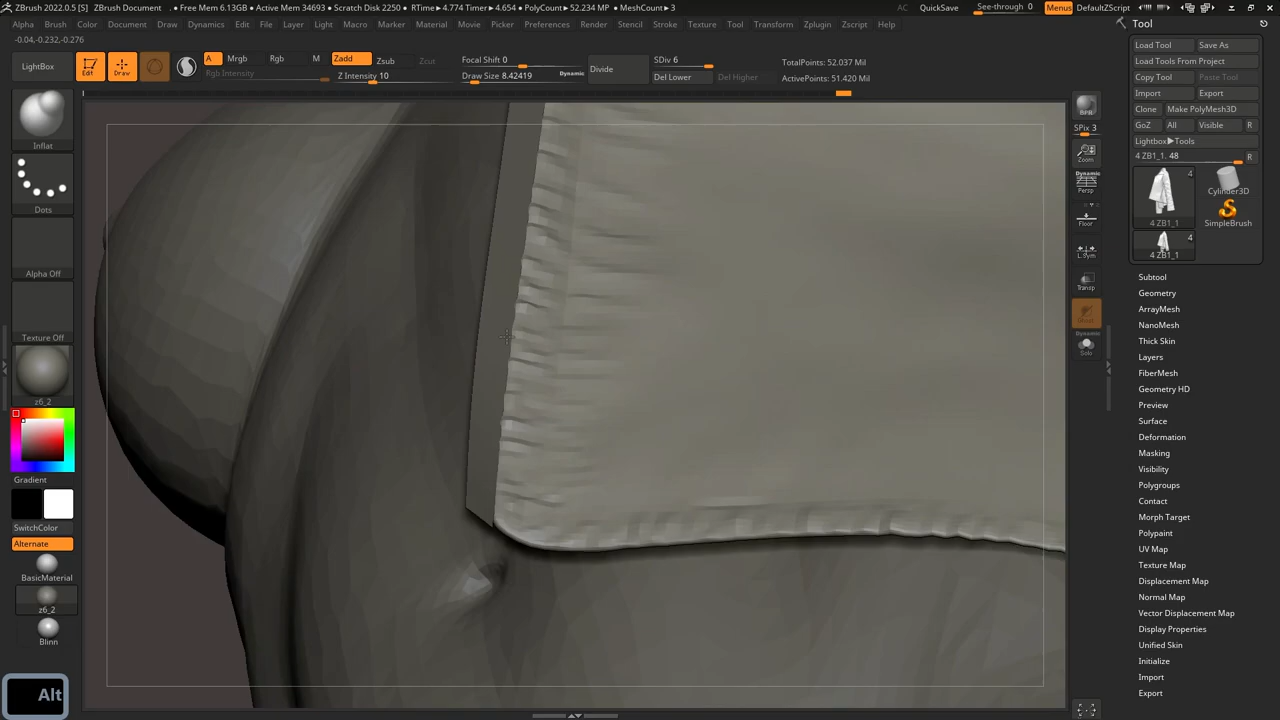 ZBrush 2022.0.5 [S] ZBrush Document • Free Mem 6.13GB • Active Mem 34693 • Scratch Disk 2250 • RTime▸4.774 Timer▸4.654 • PolyCount▸52.234 MP • MeshCount▸3
AC QuickSave See-through 0 Menus DefaultZScript
Alpha Brush Color Document Draw Dynamics Edit File Layer Light Macro Marker Material Movie Picker Preferences Render Stencil Stroke Texture Tool Transform Zplugin Zscript Help
-0.04,-0.232,-0.276
LightBox
Edit
Draw
A Mrgb Rgb M
Rgb Intensity
Zadd Zsub Zcut
Z Intensity 10
Focal Shift 0
Draw Size 8.42419 Dynamic
Divide
SDiv 6
Del Lower Del Higher
TotalPoints: 52.037 Mil
ActivePoints: 51.420 Mil
Inflat
Dots
Alpha Off
Texture Off
z6_2
Gradient
SwitchColor
Alternate
BasicMaterial
z6_2
Blinn
Alt
BPR
SPix 3
Zoom
Dynamic
Persp
Floor
L.Sym
Transp
Ghost
Dynamic
Solo
Tool
Load Tool Save As
Load Tools From Project
Copy Tool Paste Tool
Import Export
Clone Make PolyMesh3D
GoZ All Visible R
Lightbox▸Tools
4 ZB1_1. 48 R
4
4 ZB1_1
Cylinder3D
SimpleBrush
4
4 ZB1_1
Subtool
Geometry
ArrayMesh
NanoMesh
Thick Skin
Layers
FiberMesh
Geometry HD
Preview
Surface
Deformation
Masking
Visibility
Polygroups
Contact
Morph Target
Polypaint
UV Map
Texture Map
Displacement Map
Normal Map
Vector Displacement Map
Display Properties
Unified Skin
Initialize
Import
Export